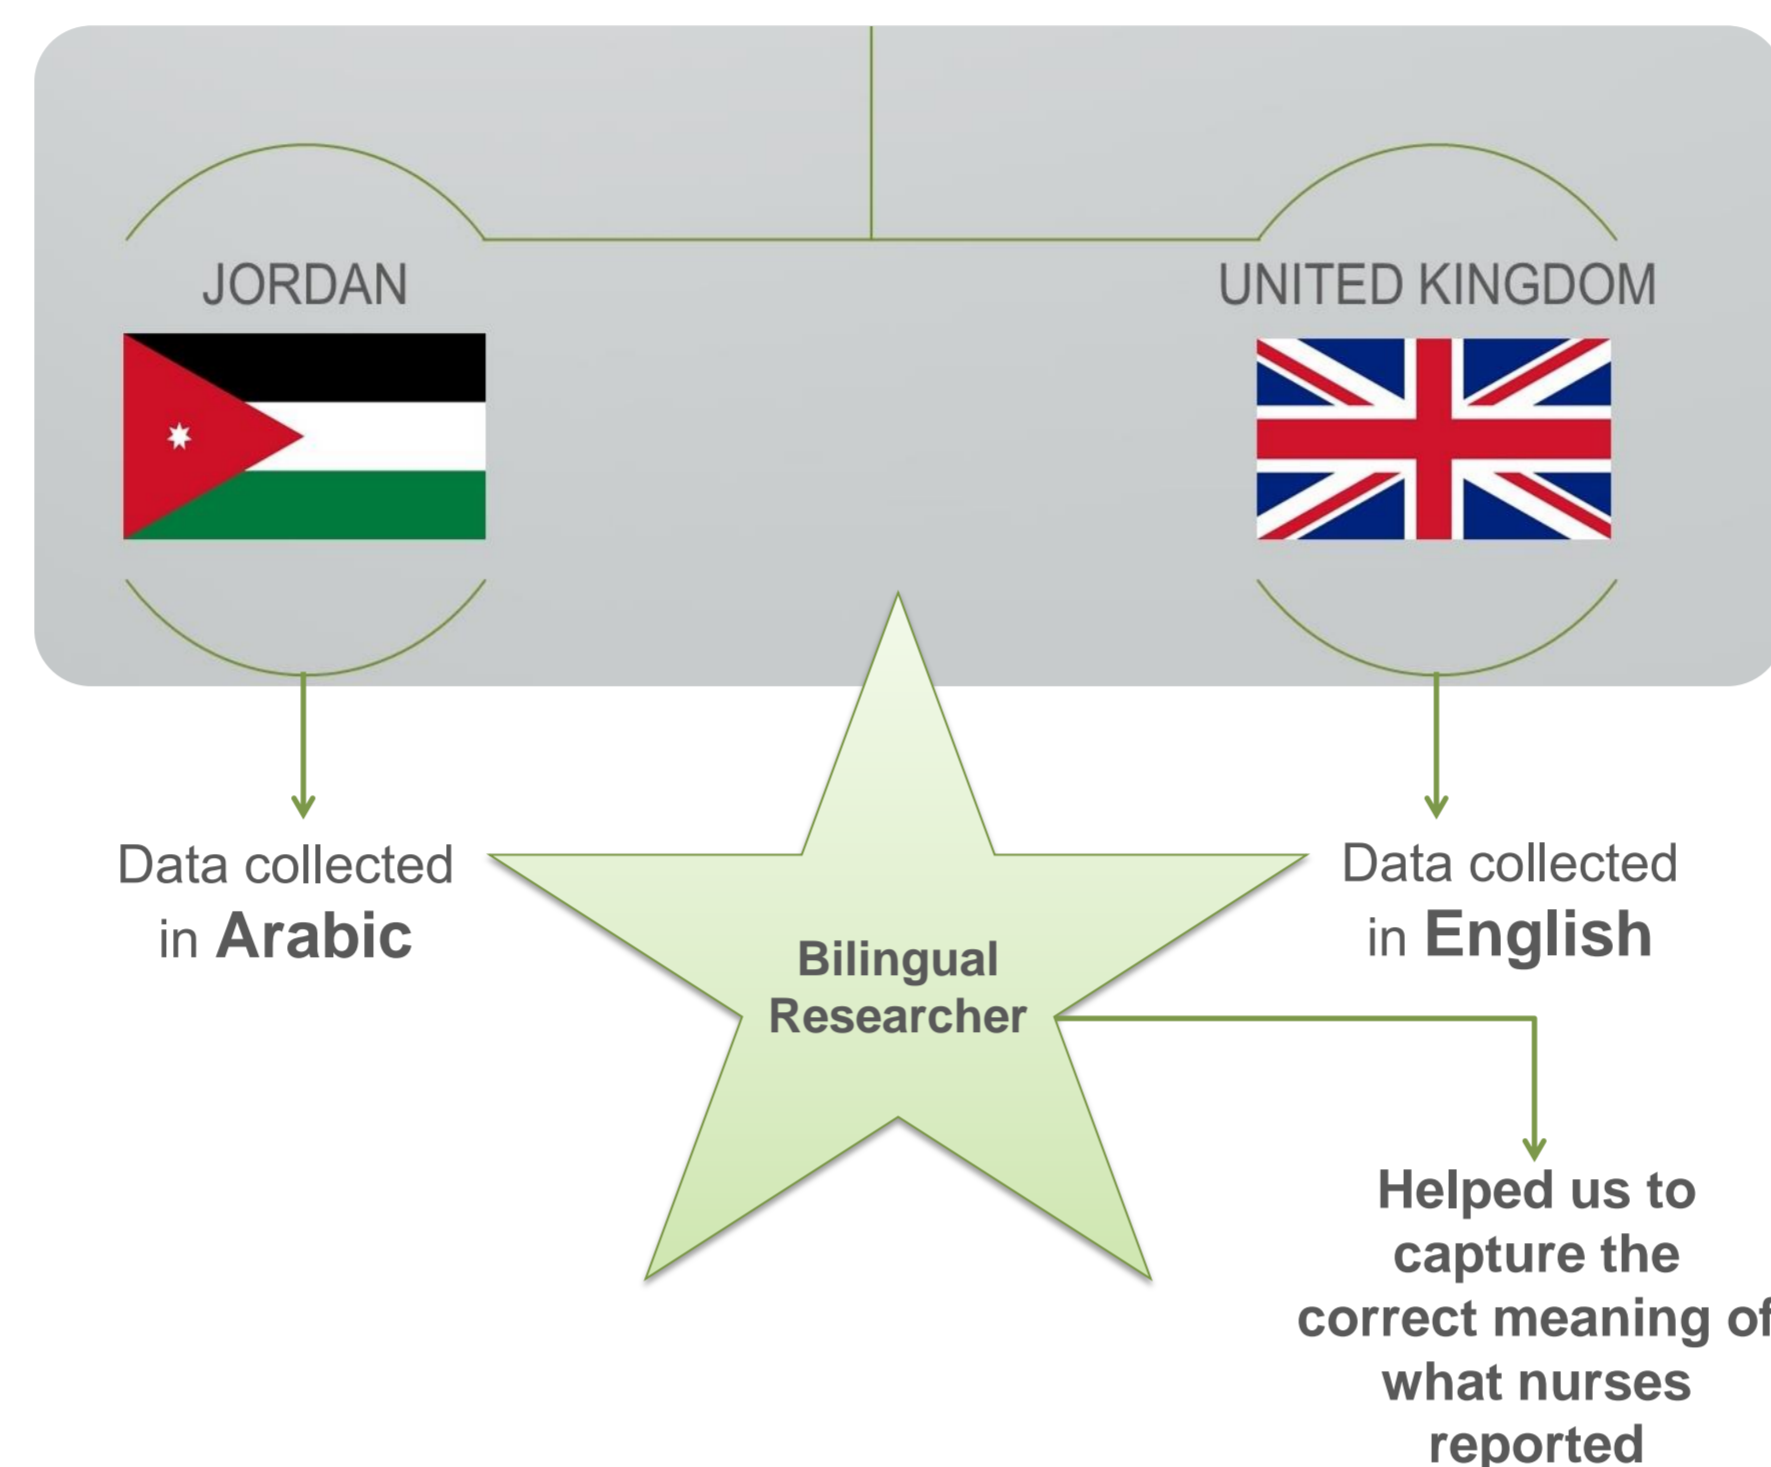 JORDAN
UNITED KINGDOM
Data collected
in Arabic
Data collected
in English
Bilingual
Researcher
Helped us to
capture the
correct meaning of
what nurses
reported